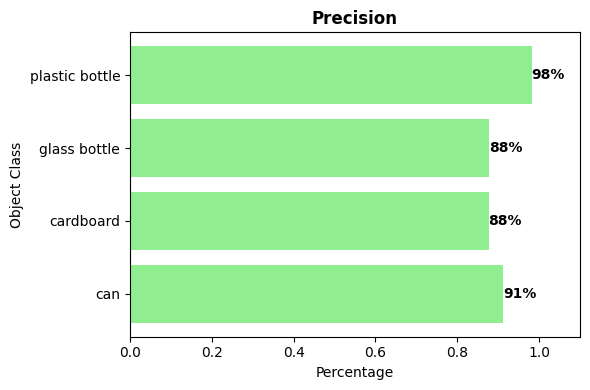 Precision
plastic bottle
98%
glass bottle
88%
cardboard
88%
can
91%
Object Class
0.0 0.2 0.4 0.6 0.8 1.0
Percentage